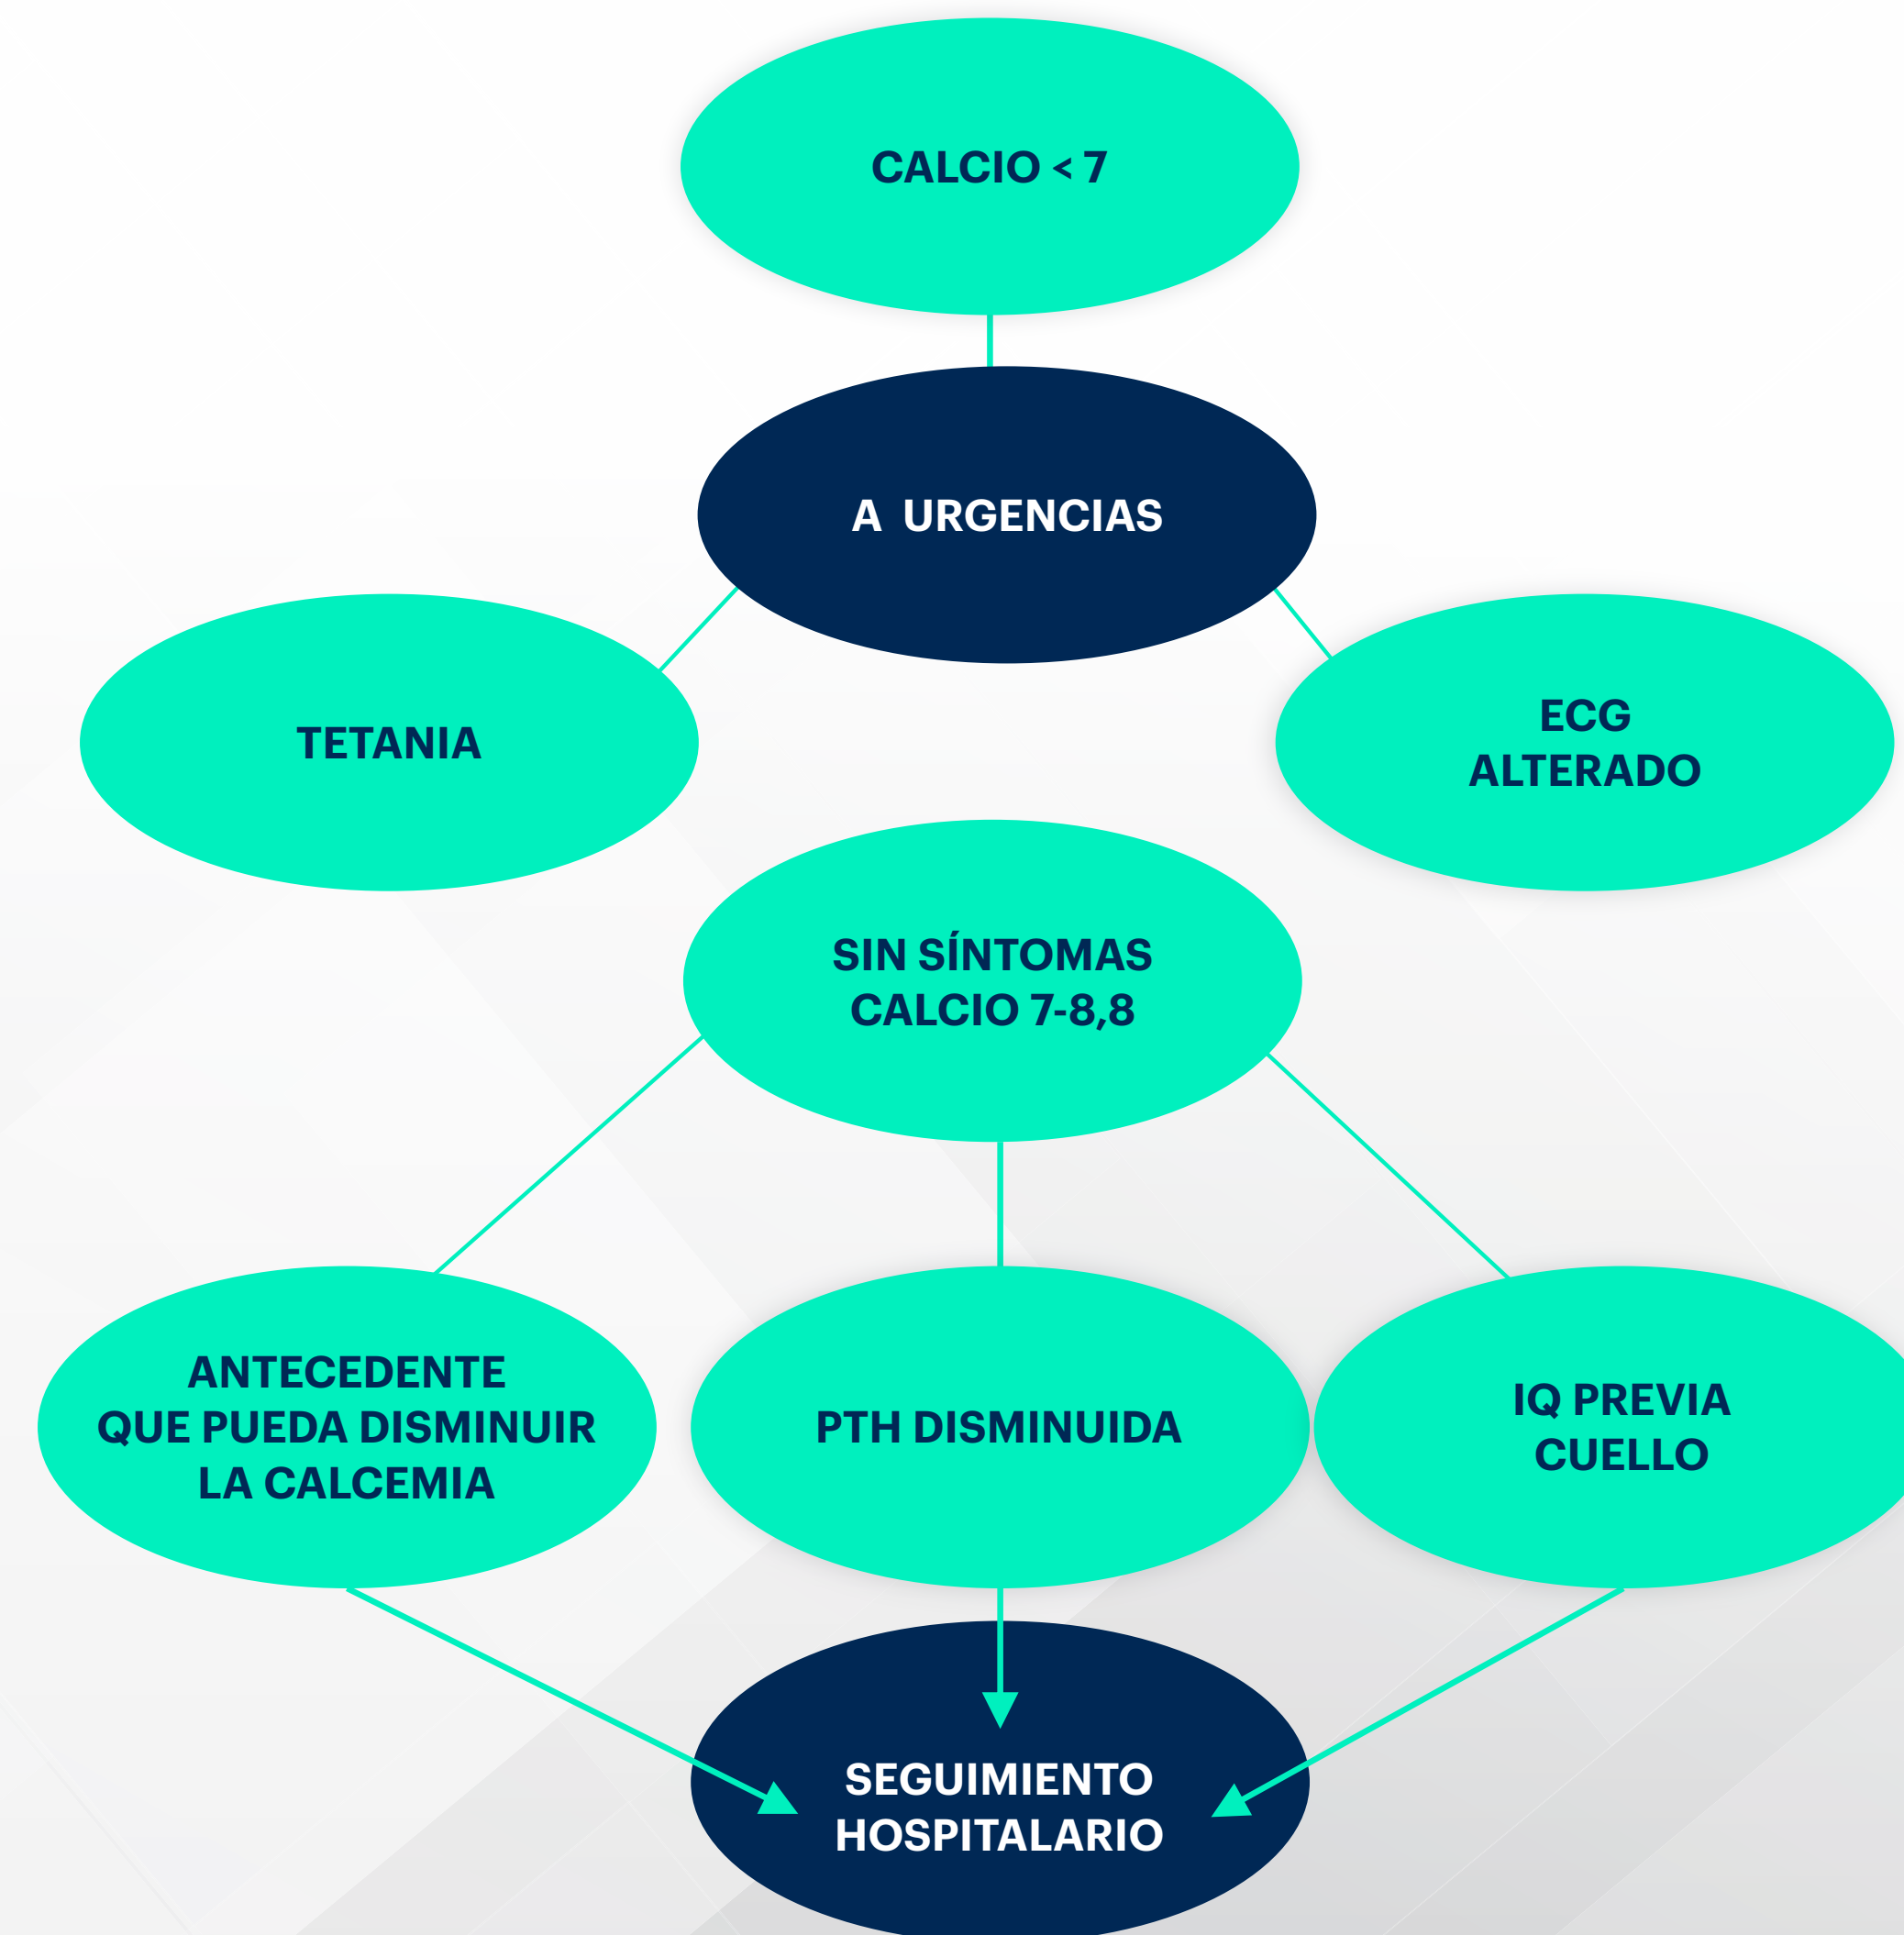 CALCIO < 7
A URGENCIAS
TETANIA
ECG
ALTERADO
SIN SÍNTOMAS
CALCIO 7-8,8
ANTECEDENTE
QUE PUEDA DISMINUIR
LA CALCEMIA
PTH DISMINUIDA
IQ PREVIA
CUELLO
SEGUIMIENTO
HOSPITALARIO